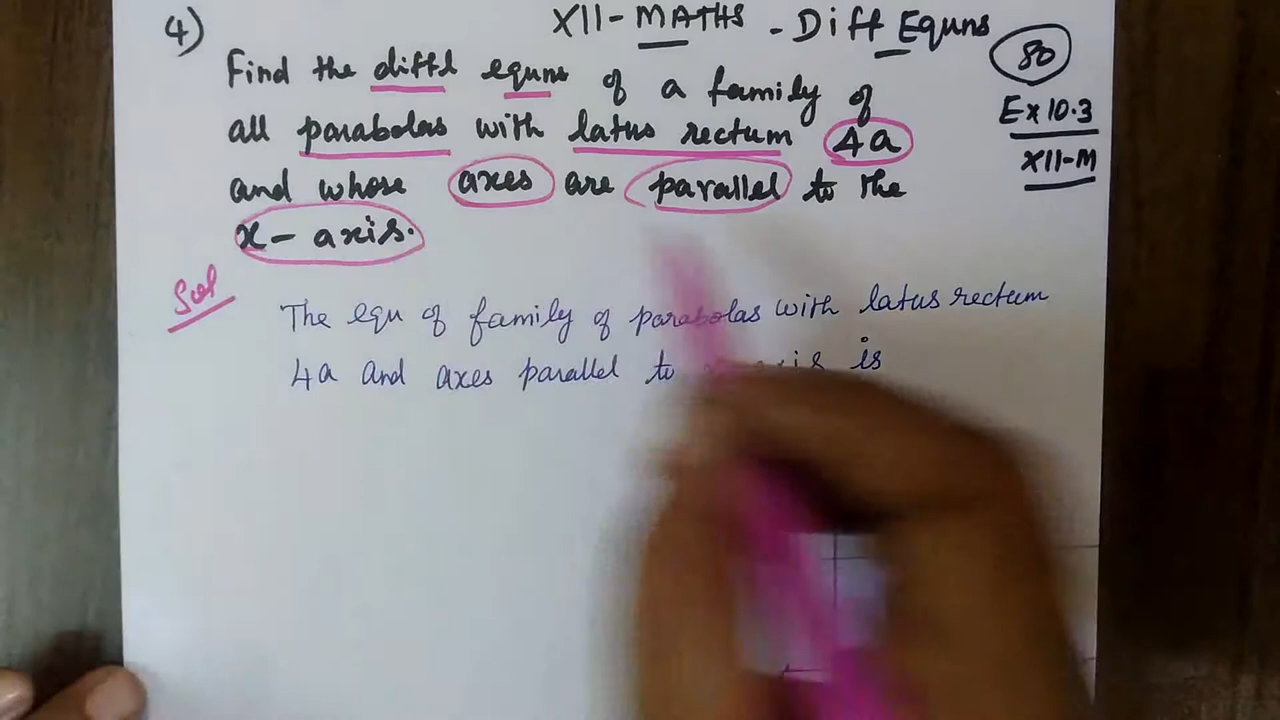 4)
XII-MATHS - Diff Equns
80
Find the diffl equns of a family of
Ex 10.3
all parabolas with latus rectum 4a
XII-M
and whose axes are parallel to the
x-axis.
Sol
The equ of family of parabolas with latus rectum
4a and axes parallel to is